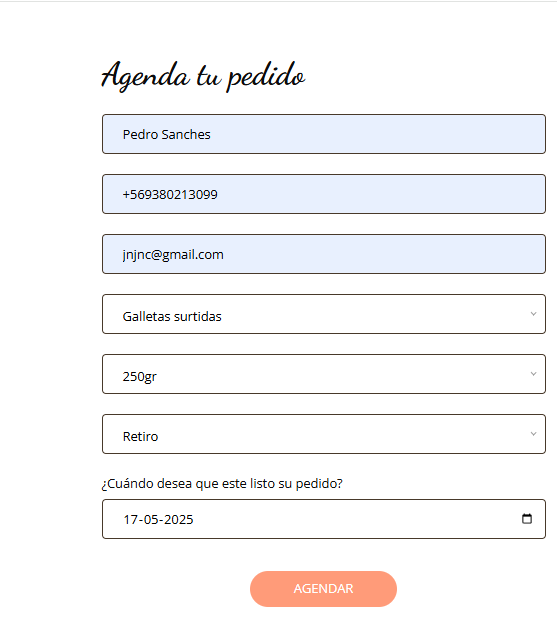 Agenda tu pedido
Pedro Sanches
+569380213099
jnjnc@gmail.com
Galletas surtidas
250gr
Retiro
¿Cuándo desea que este listo su pedido?
17-05-2025
AGENDAR